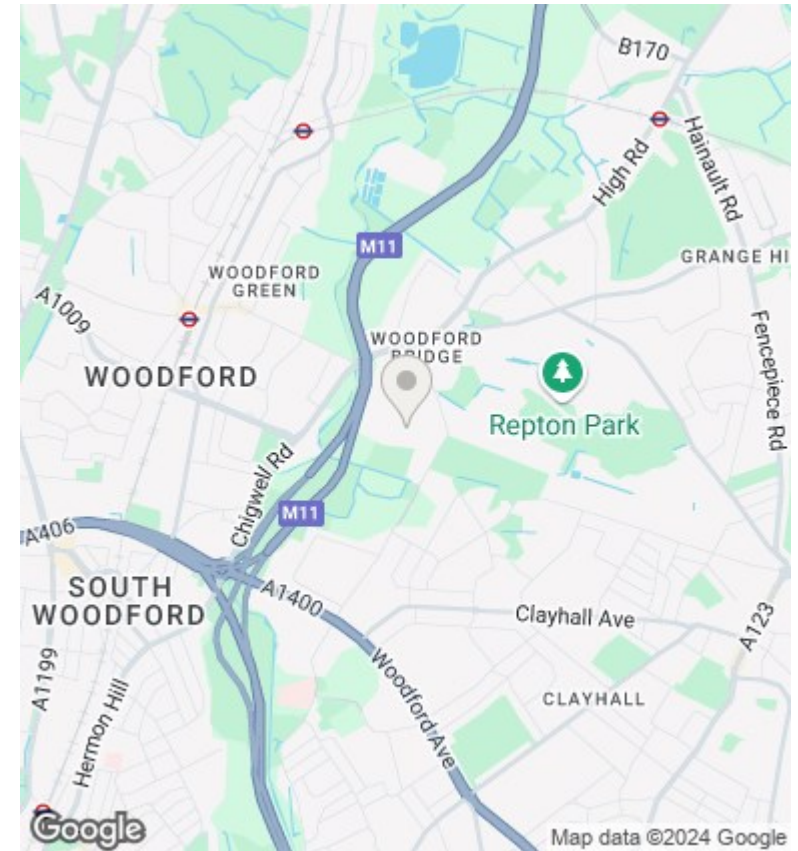 B170
High Rd
Hainault Rd
M11
GRANGE HI
WOODFORD
GREEN
A1009
WOODFORD
BRIDGE
Fencepiece Rd
WOODFORD
Repton Park
Chigwell Rd
M11
A406
SOUTH
WOODFORD
A1400
Clayhall Ave
A123
A1199
Hermon Hill
Woodford Ave
CLAYHALL
Google
Map data ©2024 Google